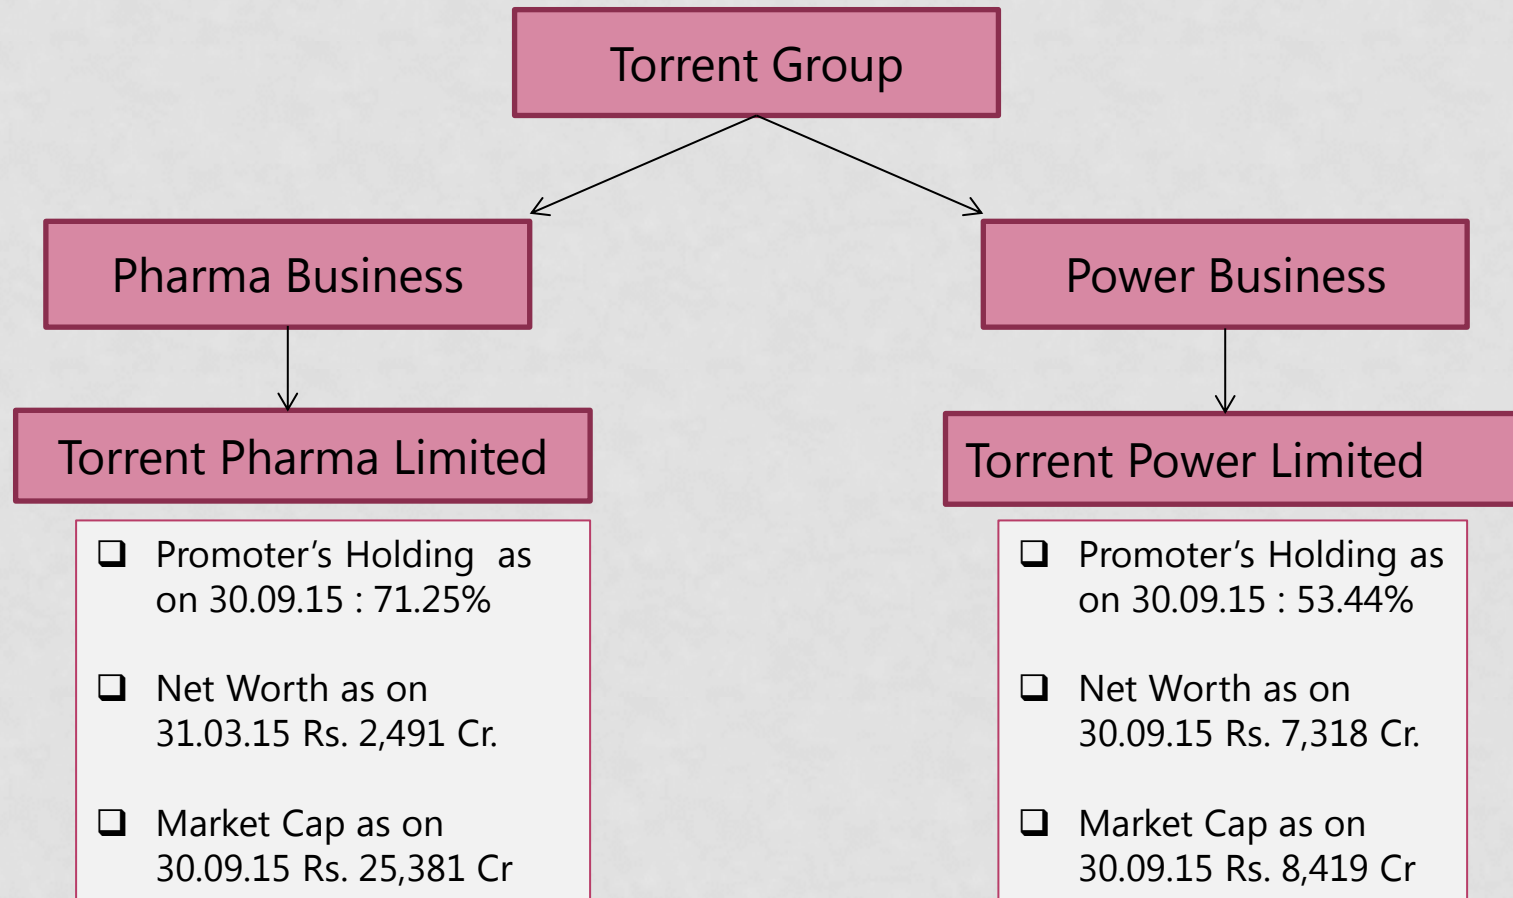 Torrent Group
Pharma Business
Power Business
Torrent Pharma Limited
Torrent Power Limited
❑ Promoter’s Holding as
on 30.09.15 : 71.25%
❑ Net Worth as on
31.03.15 Rs. 2,491 Cr.
❑ Market Cap as on
30.09.15 Rs. 25,381 Cr
❑ Promoter’s Holding as
on 30.09.15 : 53.44%
❑ Net Worth as on
30.09.15 Rs. 7,318 Cr.
❑ Market Cap as on
30.09.15 Rs. 8,419 Cr